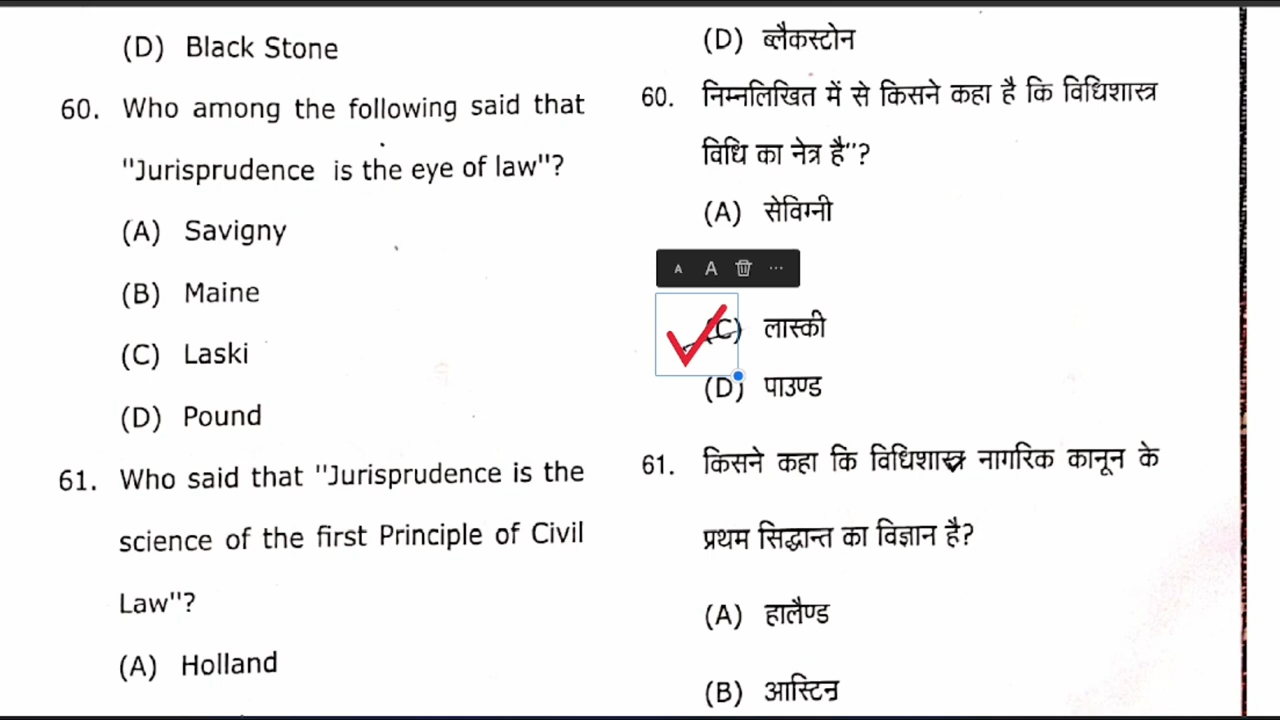 (D) Black Stone
60. Who among the following said that
"Jurisprudence is the eye of law"?
(A) Savigny
(B) Maine
(C) Laski
(D) Pound
61. Who said that "Jurisprudence is the
science of the first Principle of Civil
Law"?
(A) Holland
(D) ब्लैकस्टोन
60. निम्नलिखित में से किसने कहा है कि विधिशास्त्र
विधि का नेत्र है"?
(A) सेविग्नी
A A ...
(C) लास्की
(D) पाउण्ड
61. किसने कहा कि विधिशास्त्र नागरिक कानून के
प्रथम सिद्धान्त का विज्ञान है?
(A) हालैण्ड
(B) आस्टिन